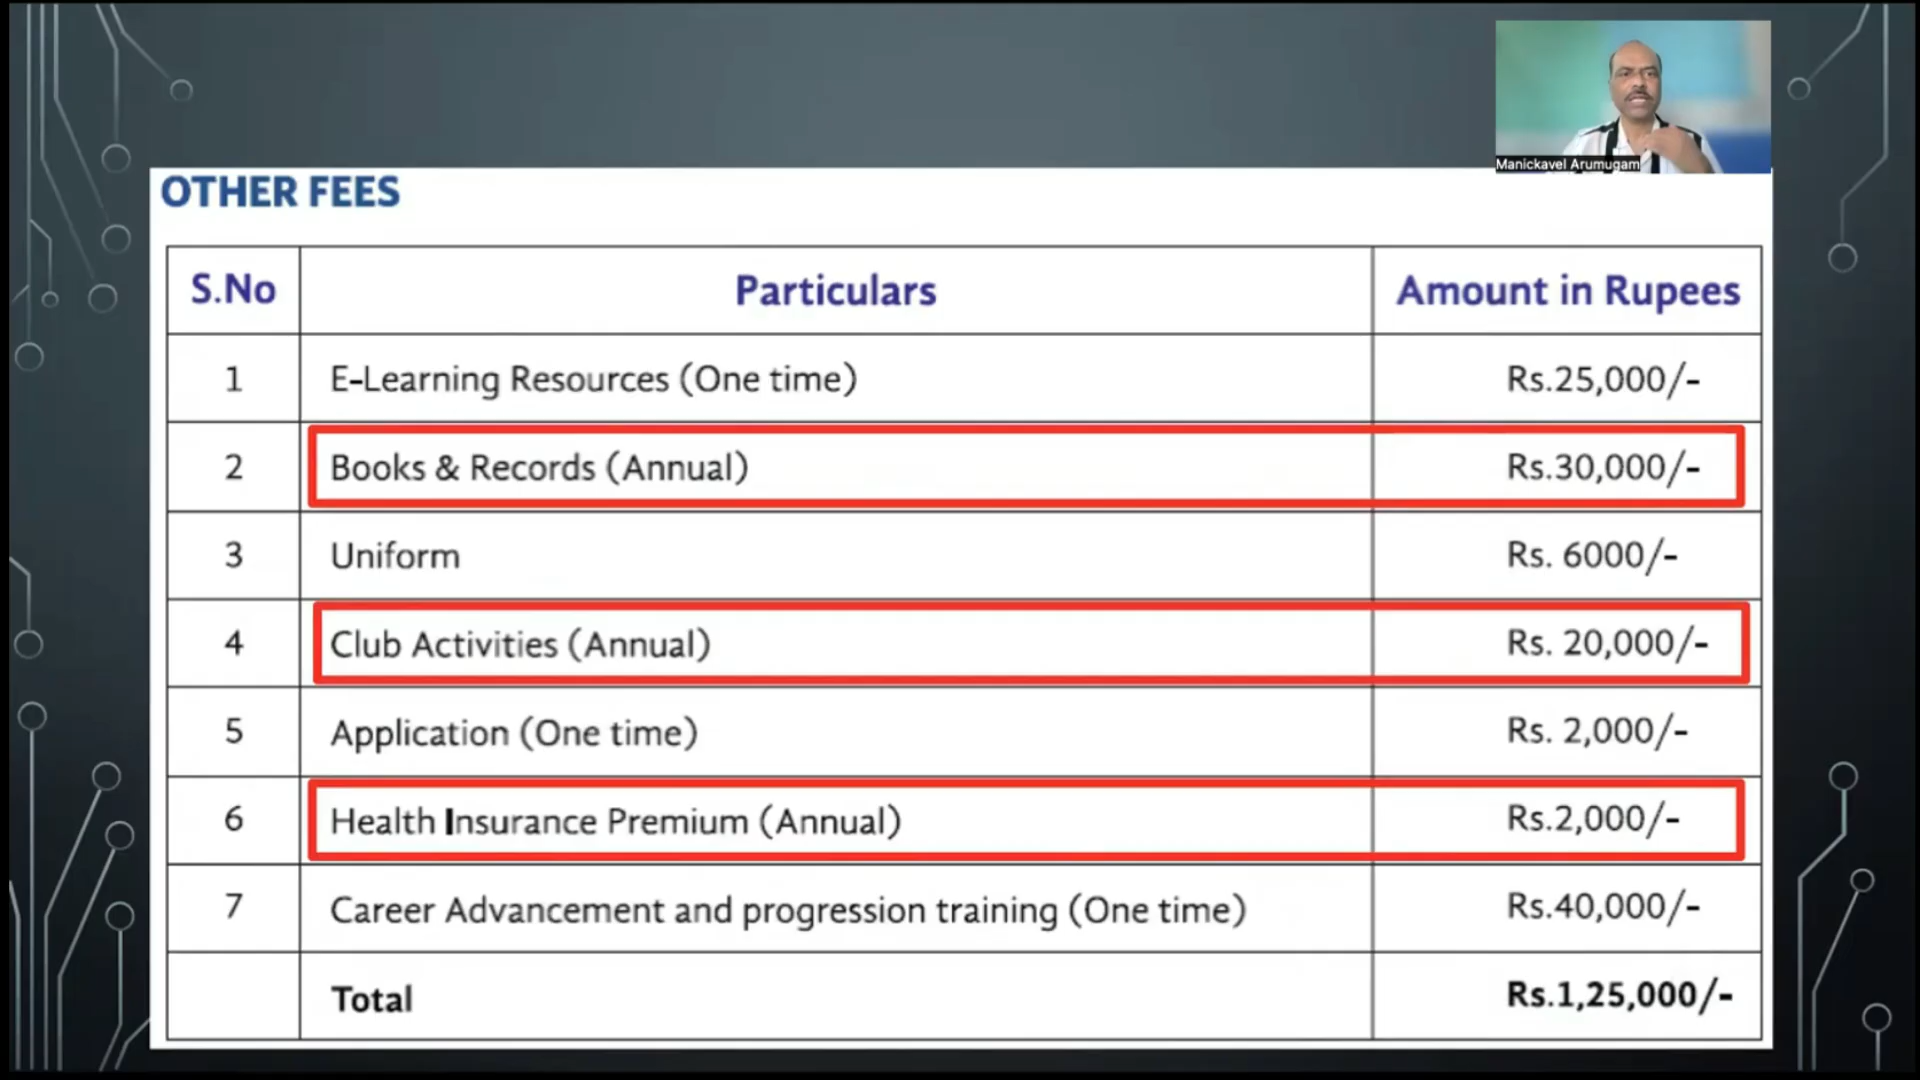 Manickavel Arumugam
OTHER FEES
S.No Particulars Amount in Rupees
1 E-Learning Resources (One time) Rs.25,000/-
2 Books & Records (Annual) Rs.30,000/-
3 Uniform Rs. 6000/-
4 Club Activities (Annual) Rs. 20,000/-
5 Application (One time) Rs. 2,000/-
6 Health Insurance Premium (Annual) Rs.2,000/-
7 Career Advancement and progression training (One time) Rs.40,000/-
Total Rs.1,25,000/-